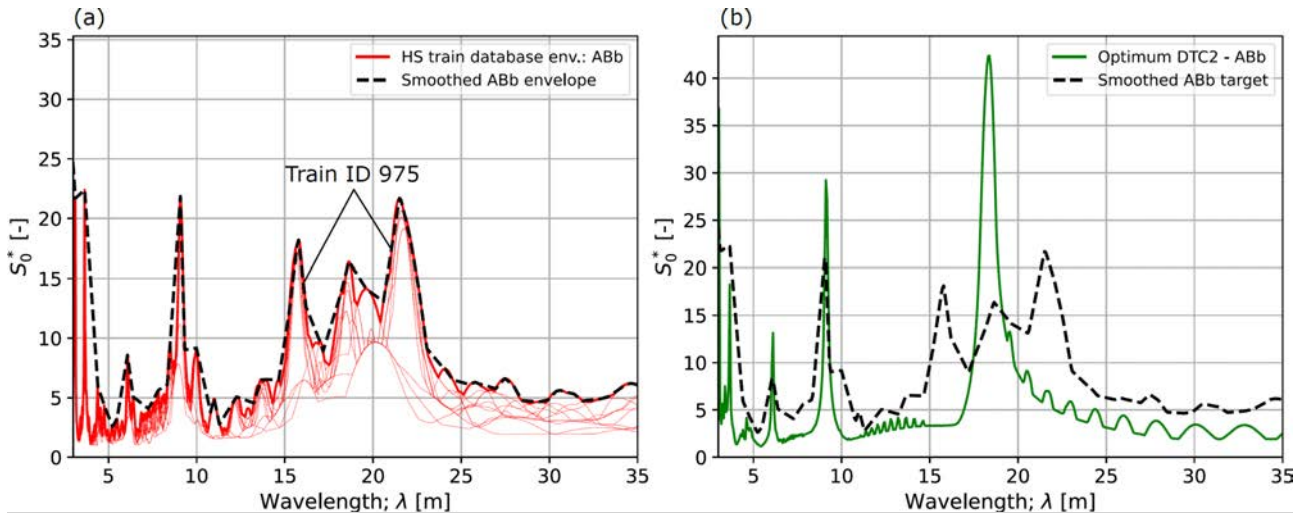 (a)
HS train database env.: ABb
Smoothed ABb envelope
Train ID 975
S₀* [-]
35
30
25
20
15
10
5
0
5
10
15
20
25
30
35
Wavelength; λ [m]
(b)
Optimum DTC2 - ABb
Smoothed ABb target
S₀* [-]
40
35
30
25
20
15
10
5
0
5
10
15
20
25
30
35
Wavelength; λ [m]